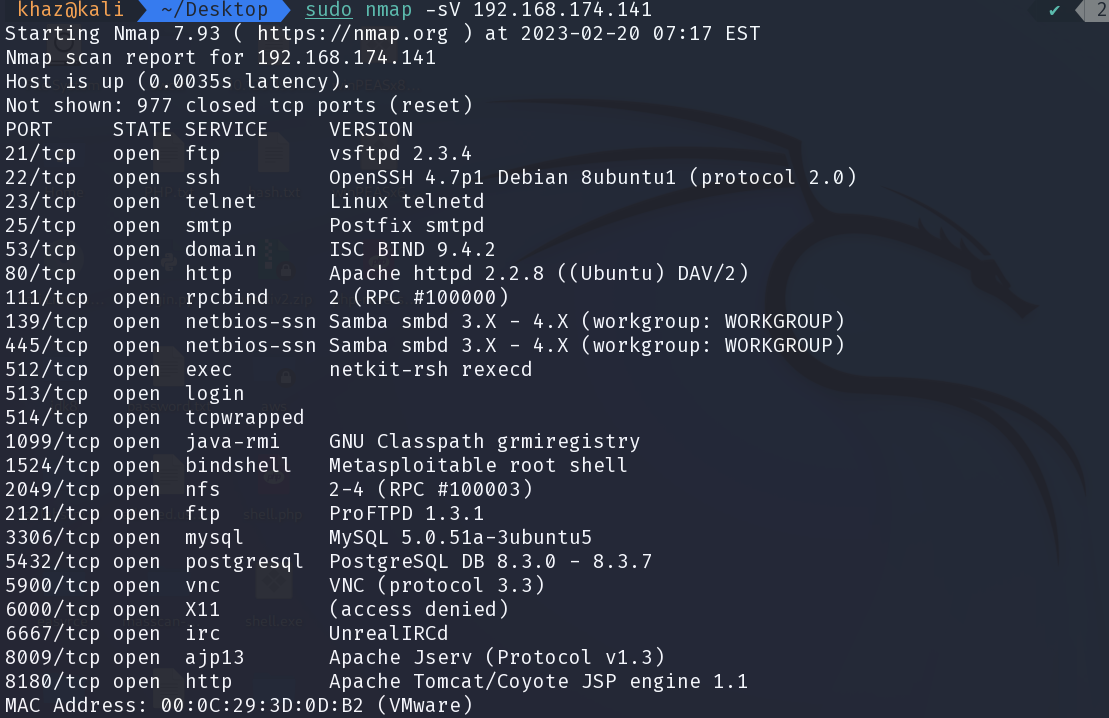 khaz@kali ~/Desktop sudo nmap -sV 192.168.174.141 ✔ 2
Starting Nmap 7.93 ( https://nmap.org ) at 2023-02-20 07:17 EST
Nmap scan report for 192.168.174.141
Host is up (0.0035s latency).
Not shown: 977 closed tcp ports (reset)
PORT     STATE SERVICE     VERSION
21/tcp   open  ftp         vsftpd 2.3.4
22/tcp   open  ssh         OpenSSH 4.7p1 Debian 8ubuntu1 (protocol 2.0)
23/tcp   open  telnet      Linux telnetd
25/tcp   open  smtp        Postfix smtpd
53/tcp   open  domain      ISC BIND 9.4.2
80/tcp   open  http        Apache httpd 2.2.8 ((Ubuntu) DAV/2)
111/tcp  open  rpcbind     2 (RPC #100000)
139/tcp  open  netbios-ssn Samba smbd 3.X - 4.X (workgroup: WORKGROUP)
445/tcp  open  netbios-ssn Samba smbd 3.X - 4.X (workgroup: WORKGROUP)
512/tcp  open  exec        netkit-rsh rexecd
513/tcp  open  login
514/tcp  open  tcpwrapped
1099/tcp open  java-rmi    GNU Classpath grmiregistry
1524/tcp open  bindshell   Metasploitable root shell
2049/tcp open  nfs         2-4 (RPC #100003)
2121/tcp open  ftp         ProFTPD 1.3.1
3306/tcp open  mysql       MySQL 5.0.51a-3ubuntu5
5432/tcp open  postgresql  PostgreSQL DB 8.3.0 - 8.3.7
5900/tcp open  vnc         VNC (protocol 3.3)
6000/tcp open  X11         (access denied)
6667/tcp open  irc         UnrealIRCd
8009/tcp open  ajp13       Apache Jserv (Protocol v1.3)
8180/tcp open  http        Apache Tomcat/Coyote JSP engine 1.1
MAC Address: 00:0C:29:3D:0D:B2 (VMware)
shell.php
shell.exe